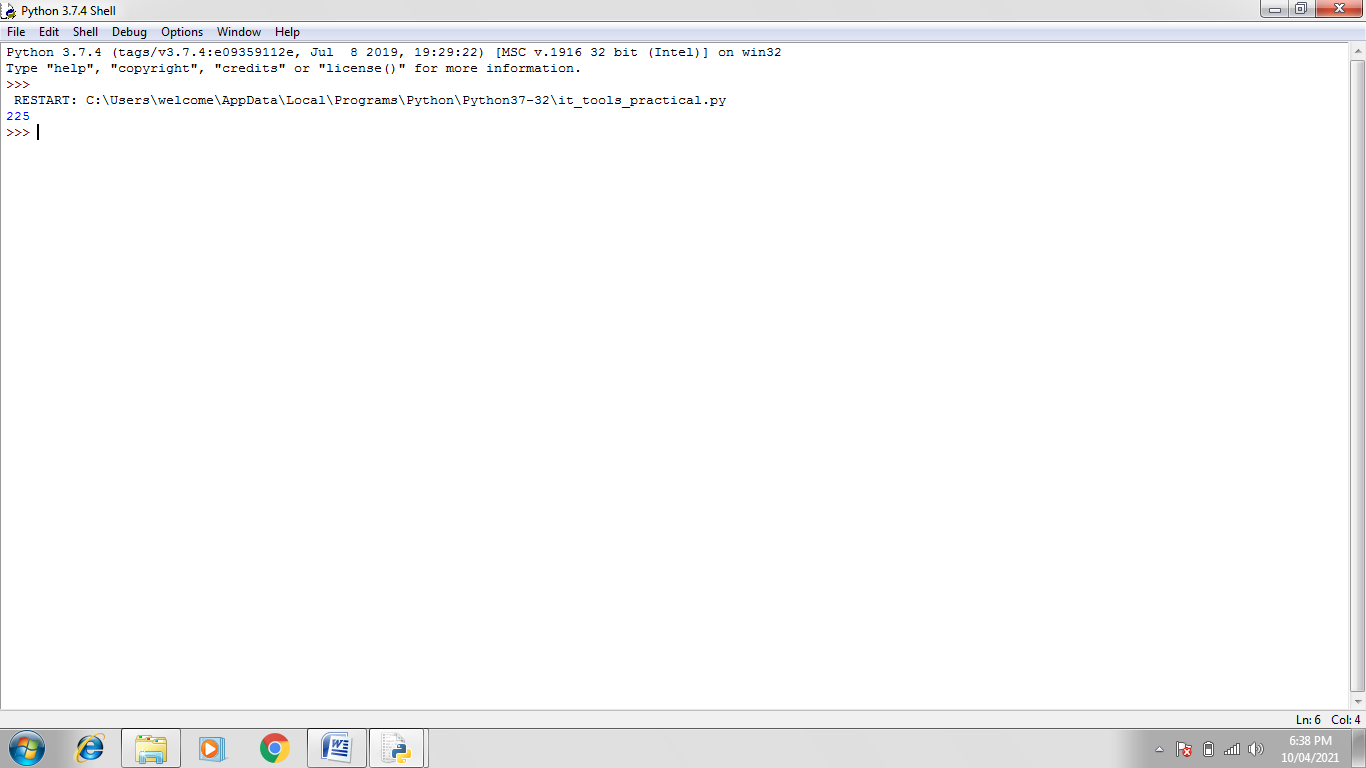 Python 3.7.4 Shell
File Edit Shell Debug Options Window Help
Python 3.7.4 (tags/v3.7.4:e09359112e, Jul  8 2019, 19:29:22) [MSC v.1916 32 bit (Intel)] on win32
Type "help", "copyright", "credits" or "license()" for more information.
>>>
 RESTART: C:\Users\welcome\AppData\Local\Programs\Python\Python37-32\it_tools_practical.py
225
>>>
Ln: 6 Col: 4
6:38 PM
10/04/2021